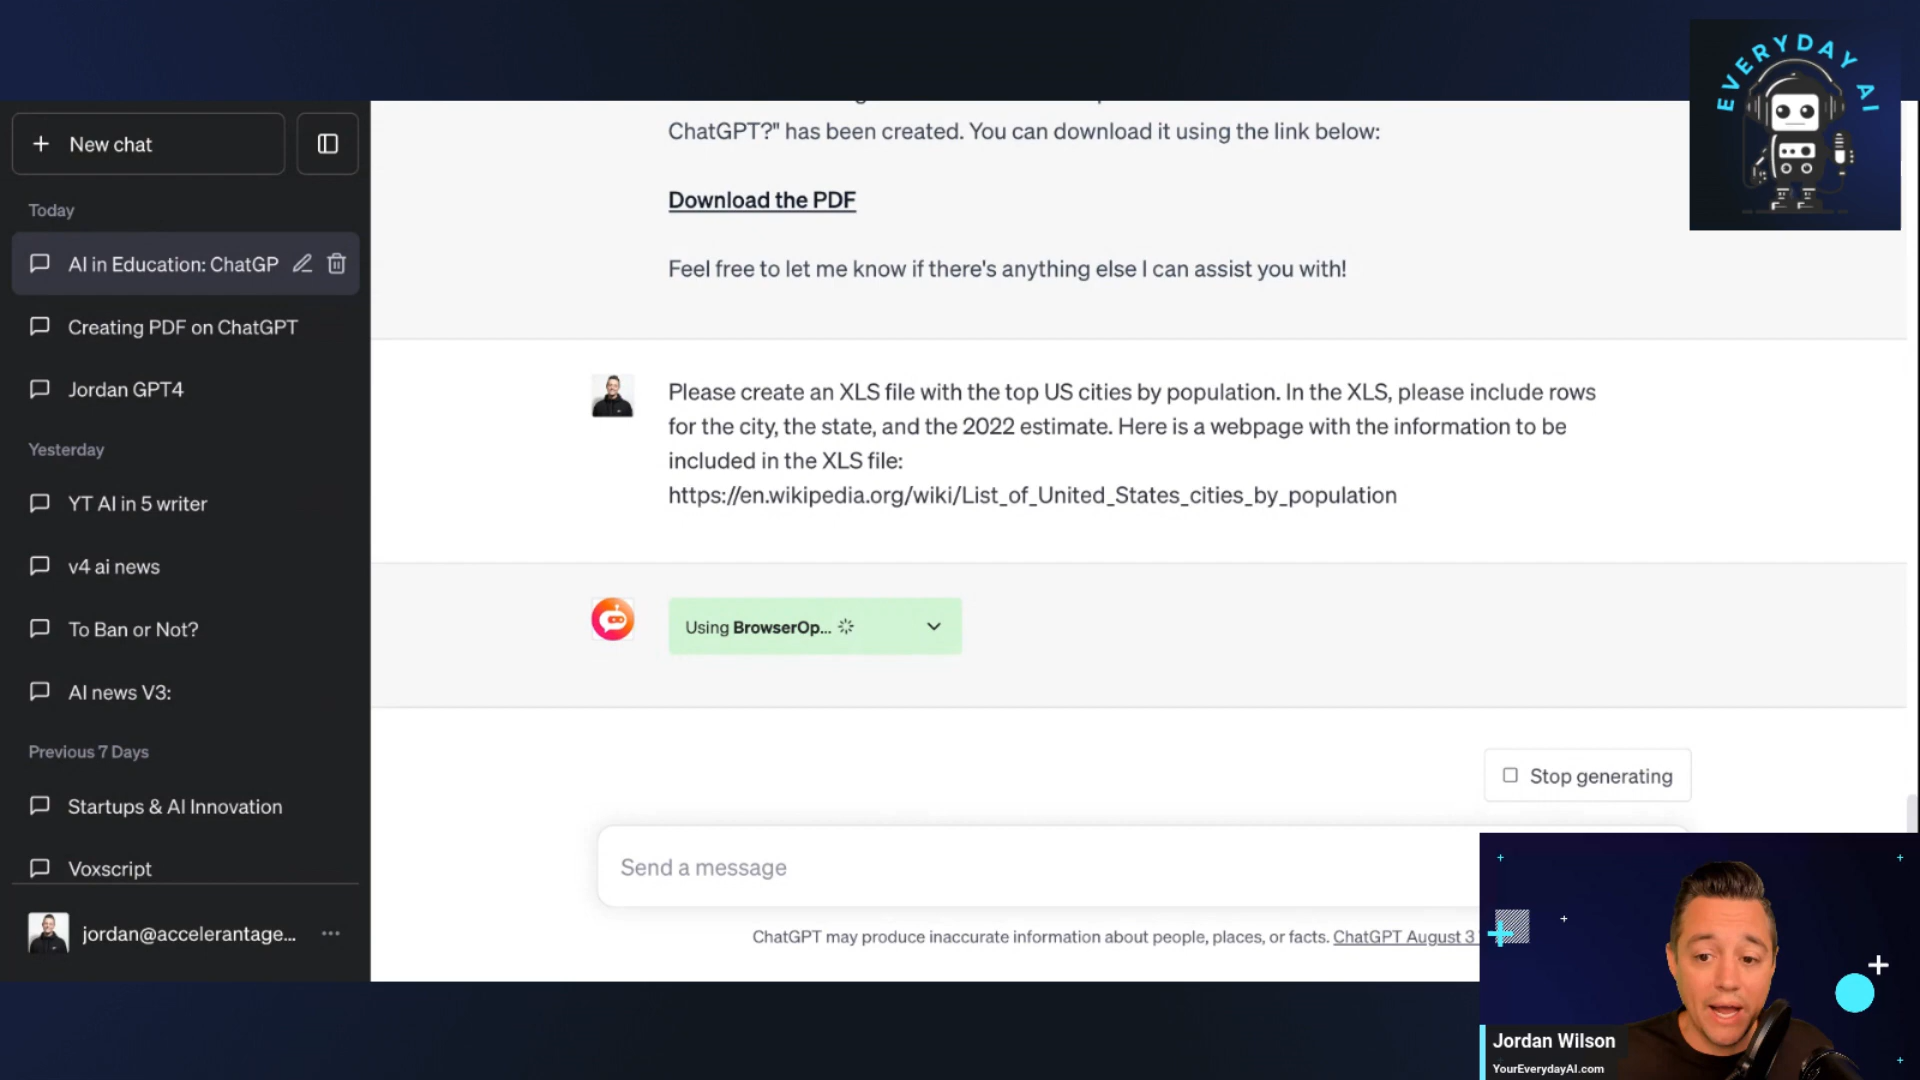 EVERYDAY AI
New chat
Today
AI in Education: ChatGP
Creating PDF on ChatGPT
Jordan GPT4
Yesterday
YT AI in 5 writer
v4 ai news
To Ban or Not?
AI news V3:
Previous 7 Days
Startups & AI Innovation
Voxscript
jordan@accelerantage...
ChatGPT?" has been created. You can download it using the link below:
Download the PDF
Feel free to let me know if there's anything else I can assist you with!
Please create an XLS file with the top US cities by population. In the XLS, please include rows
for the city, the state, and the 2022 estimate. Here is a webpage with the information to be
included in the XLS file:
https://en.wikipedia.org/wiki/List_of_United_States_cities_by_population
Using BrowserOp...
Stop generating
Send a message
ChatGPT may produce inaccurate information about people, places, or facts. ChatGPT August 3
Jordan Wilson
YourEverydayAI.com